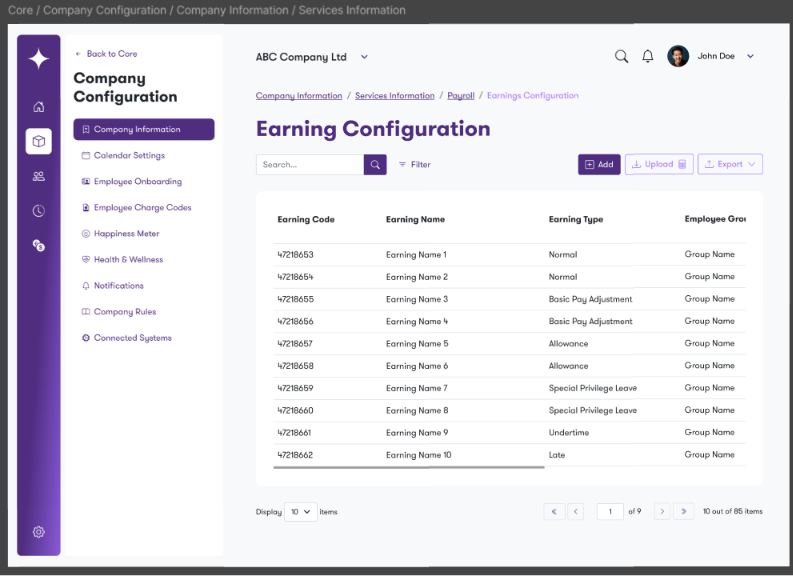 Core / Company Configuration / Company Information / Services Information
← Back to Core
Company
Configuration
Company Information
Calendar Settings
Employee Onboarding
Employee Charge Codes
Happiness Meter
Health & Wellness
Notifications
Company Rules
Connected Systems
ABC Company Ltd
John Doe
Company Information / Services Information / Payroll / Earnings Configuration
Earning Configuration
Search...
Filter
Add
Upload
Export
Earning Code Earning Name Earning Type Employee Grou
47218653 Earning Name 1 Normal Group Name
47218654 Earning Name 2 Normal Group Name
47218655 Earning Name 3 Basic Pay Adjustment Group Name
47218656 Earning Name 4 Basic Pay Adjustment Group Name
47218657 Earning Name 5 Allowance Group Name
47218658 Earning Name 6 Allowance Group Name
47218659 Earning Name 7 Special Privilege Leave Group Name
47218660 Earning Name 8 Special Privilege Leave Group Name
47218661 Earning Name 9 Undertime Group Name
47218662 Earning Name 10 Late Group Name
Display 10 items
1 of 9
10 out of 85 items